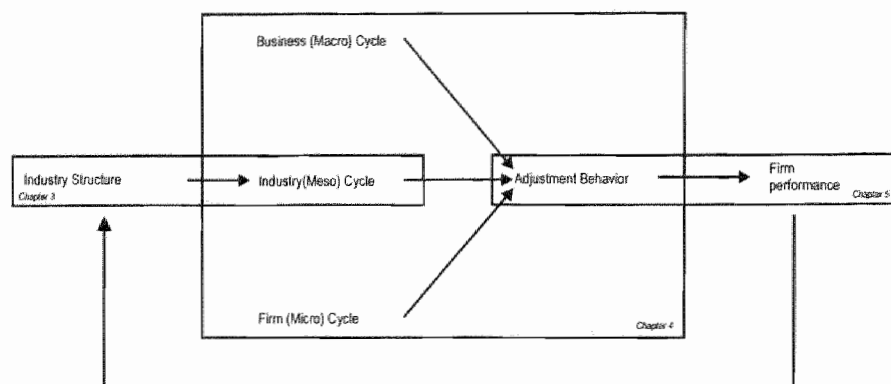 Business (Macro) Cycle
Industry Structure
Chapter 3
Industry(Meso) Cycle
Adjustment Behavior
Firm
performance
Chapter 5
Firm (Micro) Cycle
Chapter 4